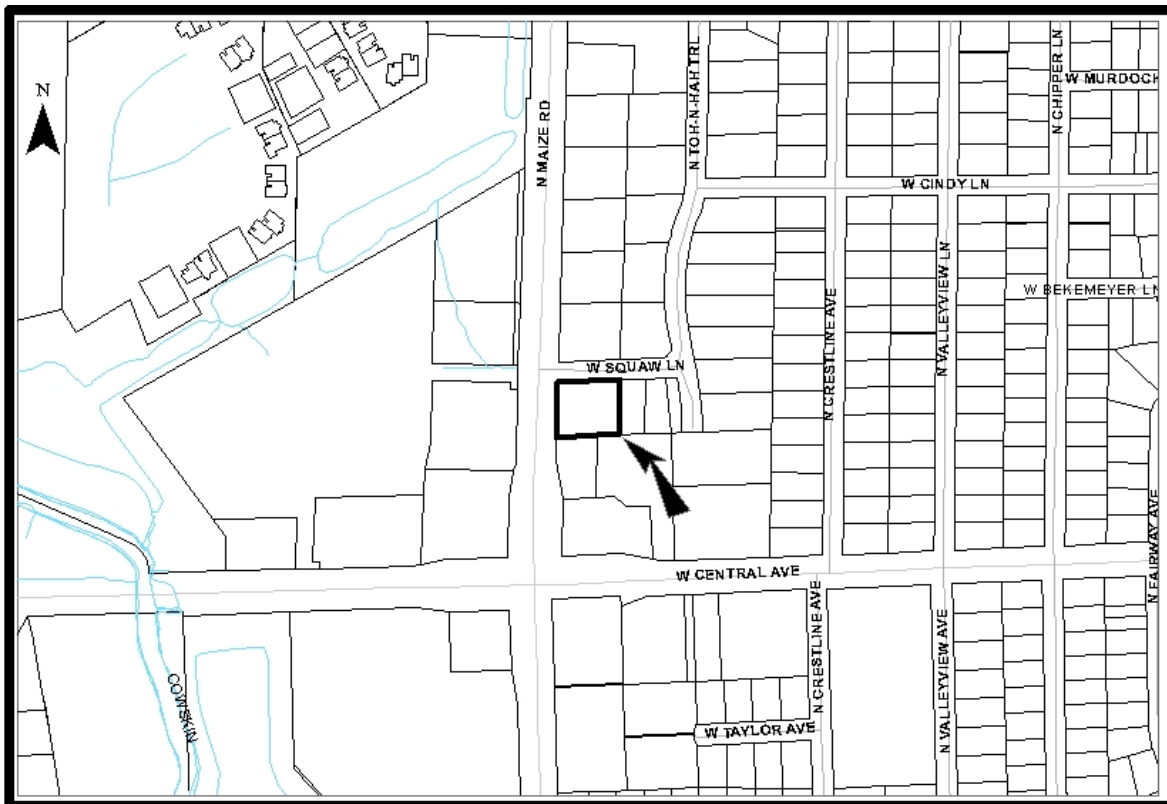 N
N MAIZE RD
N TOH-N-HAH TRL
N CHIPPER LN
W MURDOCK
W CINDY LN
N VALLEYVIEW LN
W BEKEMEYER LN
N CRESTLINE AVE
W SQUAW LN
N FAIRWAY AVE
W CENTRAL AVE
N CRESTLINE AVE
N VALLEYVIEW AVE
COWSKIN
W TAYLOR AVE